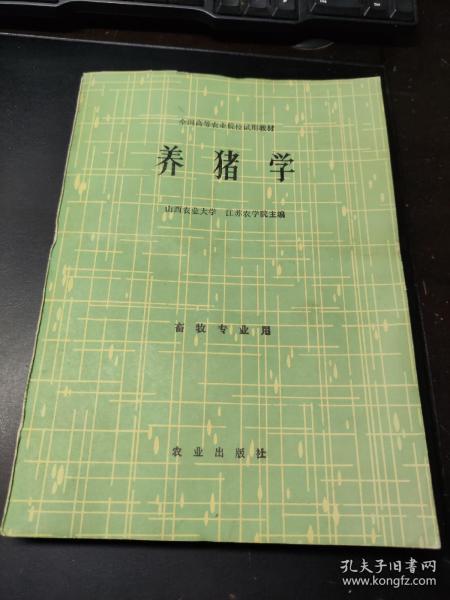 全国高等农业院校试用教材
养猪学
山西农业大学 江苏农学院主编
畜牧专业用
农业出版社
孔夫子旧书网
www.kongfz.com